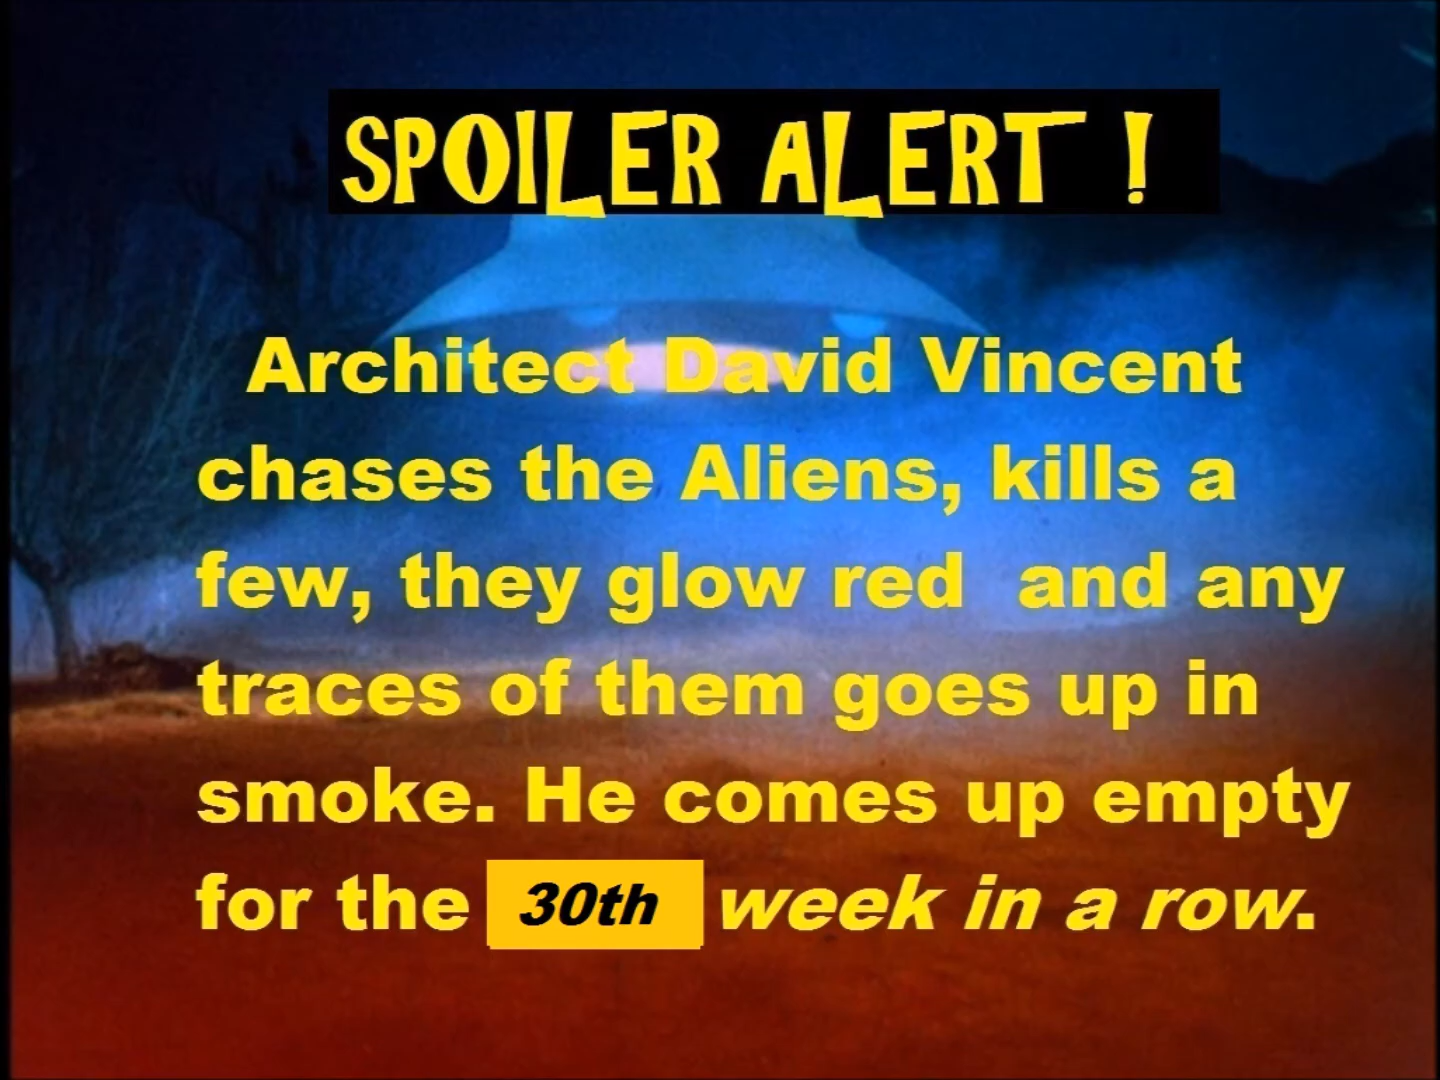 SPOILER ALERT !
Architect David Vincent
chases the Aliens, kills a
few, they glow red  and any
traces of them goes up in
smoke. He comes up empty
for the 30th week in a row.